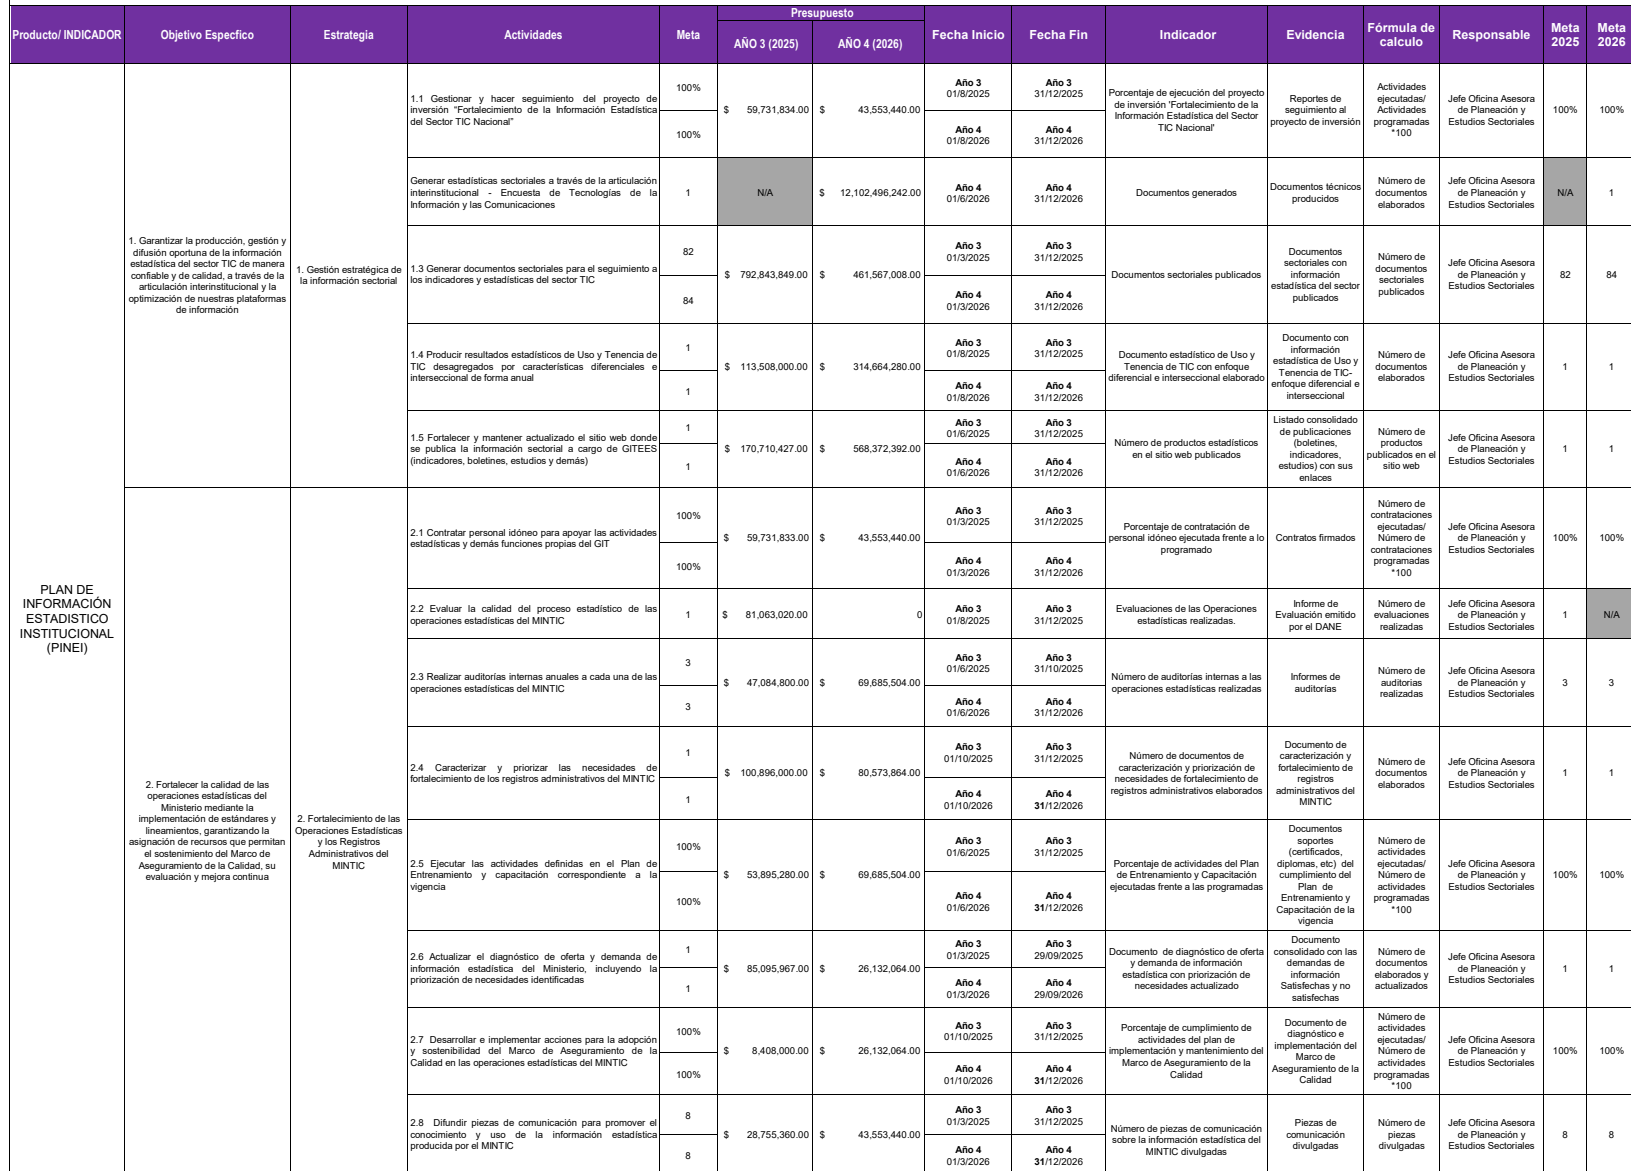 Producto/ INDICADOR
Objetivo Especfico
Estrategia
Actividades
Meta
Presupuesto
AÑO 3 (2025)
AÑO 4 (2026)
Fecha Inicio
Fecha Fin
Indicador
Evidencia
Fórmula de
calculo
Responsable
Meta
2025
Meta
2026
PLAN DE
INFORMACIÓN
ESTADISTICO
INSTITUCIONAL
(PINEI)
1. Garantizar la producción, gestión y
difusión oportuna de la información
estadística del sector TIC de manera
confiable y de calidad, a través de la
articulación interinstitucional y la
optimización de nuestras plataformas
de información
1. Gestión estratégica de
la información sectorial
1.1 Gestionar y hacer seguimiento del proyecto de
inversión "Fortalecimiento de la Información Estadística
del Sector TIC Nacional"
100%
100%
$ 59,731,834.00
$ 43,553,440.00
Año 3
01/8/2025
Año 4
01/8/2026
Año 3
31/12/2025
Año 4
31/12/2026
Porcentaje de ejecución del proyecto
de inversión 'Fortalecimiento de la
Información Estadística del Sector
TIC Nacional'
Reportes de
seguimiento al
proyecto de inversión
Actividades
ejecutadas/
Actividades
programadas
*100
Jefe Oficina Asesora
de Planeación y
Estudios Sectoriales
100%
100%
Generar estadísticas sectoriales a través de la articulación
interinstitucional - Encuesta de Tecnologías de la
Información y las Comunicaciones
1
N/A
$ 12,102,496,242.00
Año 4
01/6/2026
Año 4
31/12/2026
Documentos generados
Documentos técnicos
producidos
Número de
documentos
elaborados
Jefe Oficina Asesora
de Planeación y
Estudios Sectoriales
N/A
1
1.3 Generar documentos sectoriales para el seguimiento a
los indicadores y estadísticas del sector TIC
82
84
$ 792,843,849.00
$ 461,567,008.00
Año 3
01/3/2025
Año 4
01/3/2026
Año 3
31/12/2025
Año 4
31/12/2026
Documentos sectoriales publicados
Documentos
sectoriales con
información
estadística del sector
publicados
Número de
documentos
sectoriales
publicados
Jefe Oficina Asesora
de Planeación y
Estudios Sectoriales
82
84
1.4 Producir resultados estadísticos de Uso y Tenencia de
TIC desagregados por características diferenciales e
interseccional de forma anual
1
1
$ 113,508,000.00
$ 314,664,280.00
Año 3
01/8/2025
Año 4
01/8/2026
Año 3
31/12/2025
Año 4
31/12/2026
Documento estadístico de Uso y
Tenencia de TIC con enfoque
diferencial e interseccional elaborado
Documento con
información
estadística de Uso y
Tenencia de TIC-
enfoque diferencial e
interseccional
Número de
documentos
elaborados
Jefe Oficina Asesora
de Planeación y
Estudios Sectoriales
1
1
1.5 Fortalecer y mantener actualizado el sitio web donde
se publica la información sectorial a cargo de GITEES
(indicadores, boletines, estudios y demás)
1
1
$ 170,710,427.00
$ 568,372,392.00
Año 3
01/6/2025
Año 4
01/6/2026
Año 3
31/12/2025
Año 4
31/12/2026
Número de productos estadísticos
en el sitio web publicados
Listado consolidado
de publicaciones
(boletines,
indicadores,
estudios) con sus
enlaces
Número de
productos
publicados en el
sitio web
Jefe Oficina Asesora
de Planeación y
Estudios Sectoriales
1
1
2. Fortalecer la calidad de las
operaciones estadísticas del
Ministerio mediante la
implementación de estándares y
lineamientos, garantizando la
asignación de recursos que permitan
el sostenimiento del Marco de
Aseguramiento de la Calidad, su
evaluación y mejora continua
2. Fortalecimiento de las
Operaciones Estadísticas
y los Registros
Administrativos del
MINTIC
2.1 Contratar personal idóneo para apoyar las actividades
estadísticas y demás funciones propias del GIT
100%
100%
$ 59,731,833.00
$ 43,553,440.00
Año 3
01/3/2025
Año 4
01/3/2026
Año 3
31/12/2025
Año 4
31/12/2026
Porcentaje de contratación de
personal idóneo ejecutada frente a lo
programado
Contratos firmados
Número de
contrataciones
ejecutadas/
Número de
contrataciones
programadas
*100
Jefe Oficina Asesora
de Planeación y
Estudios Sectoriales
100%
100%
2.2 Evaluar la calidad del proceso estadístico de las
operaciones estadísticas del MINTIC
1
$ 81,063,020.00
0
Año 3
01/8/2025
Año 3
31/12/2025
Evaluaciones de las Operaciones
estadísticas realizadas.
Informe de
Evaluación emitido
por el DANE
Número de
evaluaciones
realizadas
Jefe Oficina Asesora
de Planeación y
Estudios Sectoriales
1
N/A
2.3 Realizar auditorías internas anuales a cada una de las
operaciones estadísticas del MINTIC
3
3
$ 47,084,800.00
$ 69,685,504.00
Año 3
01/6/2025
Año 4
01/6/2026
Año 3
31/10/2025
Año 4
31/12/2026
Número de auditorías internas a las
operaciones estadísticas realizadas
Informes de
auditorías
Número de
auditorias
realizadas
Jefe Oficina Asesora
de Planeación y
Estudios Sectoriales
3
3
2.4 Caracterizar y priorizar las necesidades de
fortalecimiento de los registros administrativos del MINTIC
1
1
$ 100,896,000.00
$ 80,573,864.00
Año 3
01/10/2025
Año 4
01/10/2026
Año 3
31/12/2025
Año 4
31/12/2026
Número de documentos de
caracterización y priorización de
necesidades de fortalecimiento de
registros administrativos elaborados
Documento de
caracterización y
fortalecimiento de
registros
administrativos del
MINTIC
Número de
documentos
elaborados
Jefe Oficina Asesora
de Planeación y
Estudios Sectoriales
1
1
2.5 Ejecutar las actividades definidas en el Plan de
Entrenamiento y capacitación correspondiente a la
vigencia
100%
100%
$ 53,895,280.00
$ 69,685,504.00
Año 3
01/6/2025
Año 4
01/6/2026
Año 3
31/12/2025
Año 4
31/12/2026
Porcentaje de actividades del Plan
de Entrenamiento y Capacitación
ejecutadas frente a las programadas
Documentos
soportes
(certificados,
diplomas, etc) del
cumplimiento del
Plan de
Entrenamiento y
Capacitación de la
vigencia
Número de
actividades
ejecutadas/
Número de
actividades
programadas
*100
Jefe Oficina Asesora
de Planeación y
Estudios Sectoriales
100%
100%
2.6 Actualizar el diagnóstico de oferta y demanda de
información estadística del Ministerio, incluyendo la
priorización de necesidades identificadas
1
1
$ 85,095,967.00
$ 26,132,064.00
Año 3
01/3/2025
Año 4
01/3/2026
Año 3
29/09/2025
Año 4
29/09/2026
Documento de diagnóstico de oferta
y demanda de información
estadística con priorización de
necesidades actualizado
Documento
consolidado con las
demandas de
información
Satisfechas y no
satisfechas
Número de
documentos
elaborados y
actualizados
Jefe Oficina Asesora
de Planeación y
Estudios Sectoriales
1
1
2.7 Desarrollar e implementar acciones para la adopción
y sostenibilidad del Marco de Aseguramiento de la
Calidad en las operaciones estadísticas del MINTIC
100%
100%
$ 8,408,000.00
$ 26,132,064.00
Año 3
01/10/2025
Año 4
01/10/2026
Año 3
31/12/2025
Año 4
31/12/2026
Porcentaje de cumplimiento de
actividades del plan de
implementación y mantenimiento del
Marco de Aseguramiento de la
Calidad
Documento de
diagnóstico e
implementación del
Marco de
Aseguramiento de la
Calidad
Número de
actividades
ejecutadas/
Número de
actividades
programadas
*100
Jefe Oficina Asesora
de Planeación y
Estudios Sectoriales
100%
100%
2.8 Difundir piezas de comunicación para promover el
conocimiento y uso de la información estadística
producida por el MINTIC
8
8
$ 28,755,360.00
$ 43,553,440.00
Año 3
01/3/2025
Año 4
01/3/2026
Año 3
31/12/2025
Año 4
31/12/2026
Número de piezas de comunicación
sobre la información estadística del
MINTIC divulgadas
Piezas de
comunicación
divulgadas
Número de
piezas
divulgadas
Jefe Oficina Asesora
de Planeación y
Estudios Sectoriales
8
8